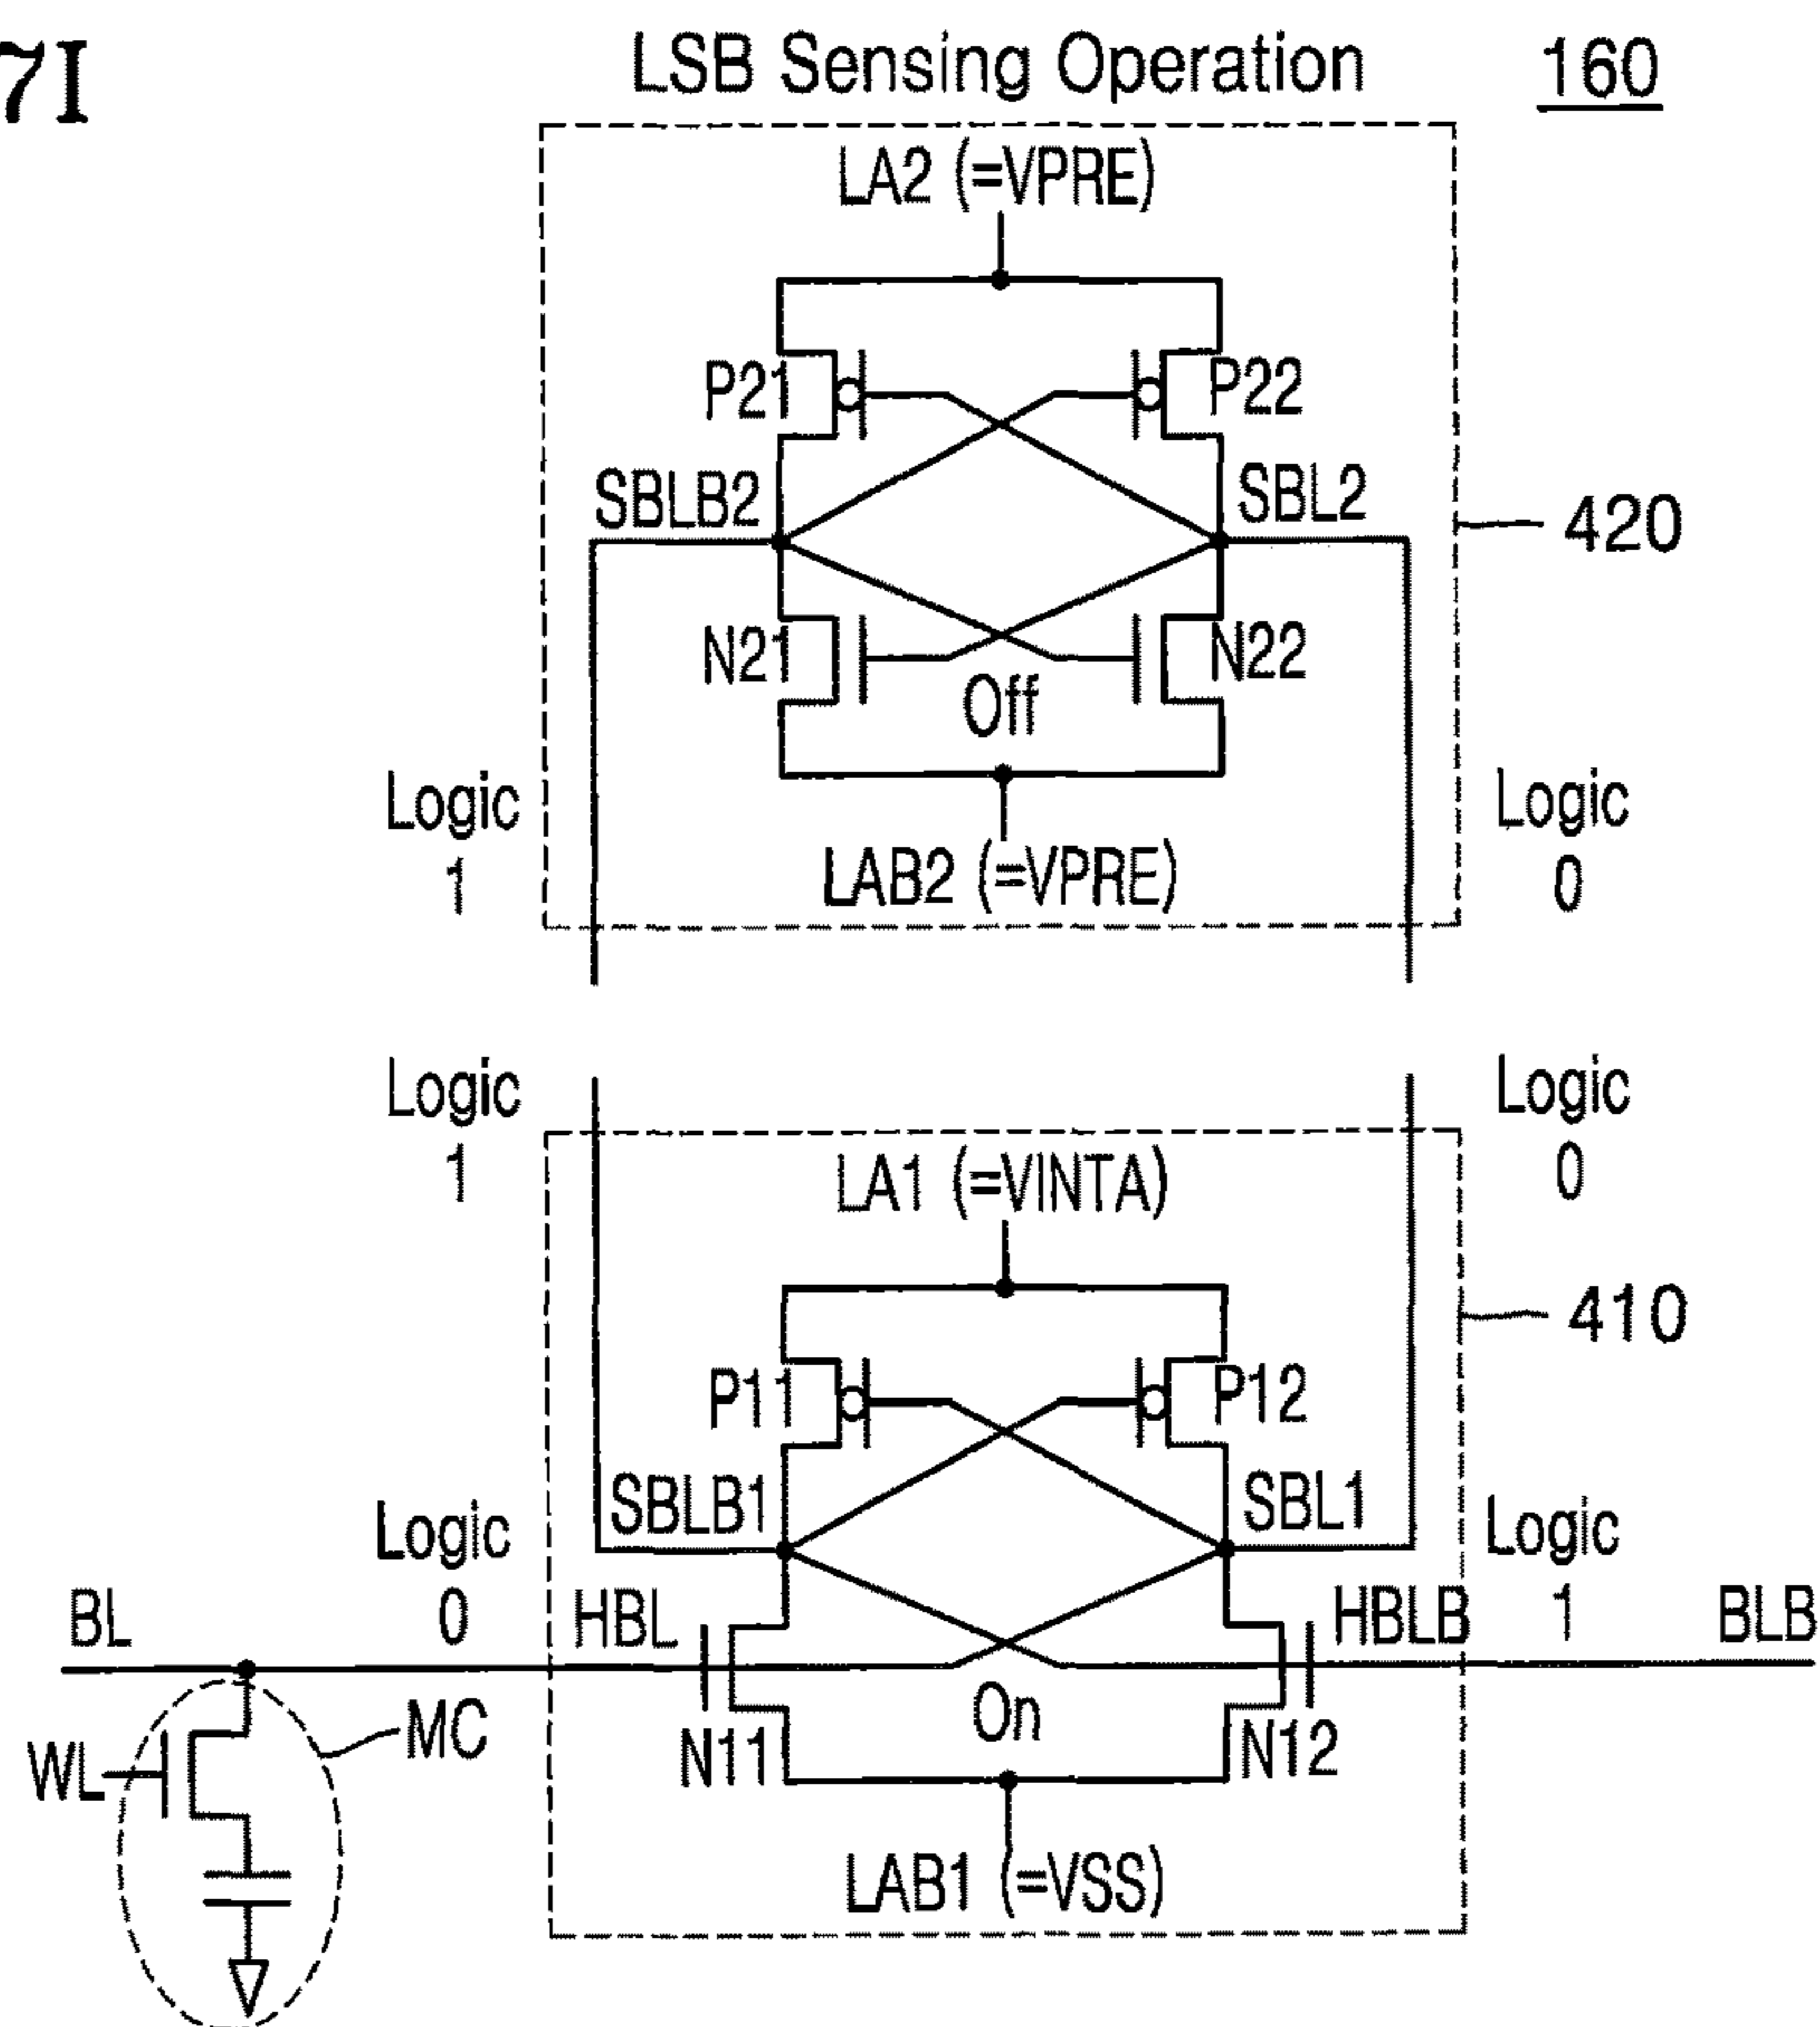 7I
LSB Sensing Operation
160
LA2 (=VPRE)
P21
P22
SBLB2
SBL2
420
N21
N22
Off
Logic
1
Logic
0
LAB2 (=VPRE)
Logic
1
Logic
0
LA1 (=VINTA)
410
P11
P12
SBLB1
SBL1
Logic
0
Logic
1
BL
HBL
HBLB
BLB
MC
WL
N11
On
N12
LAB1 (=VSS)